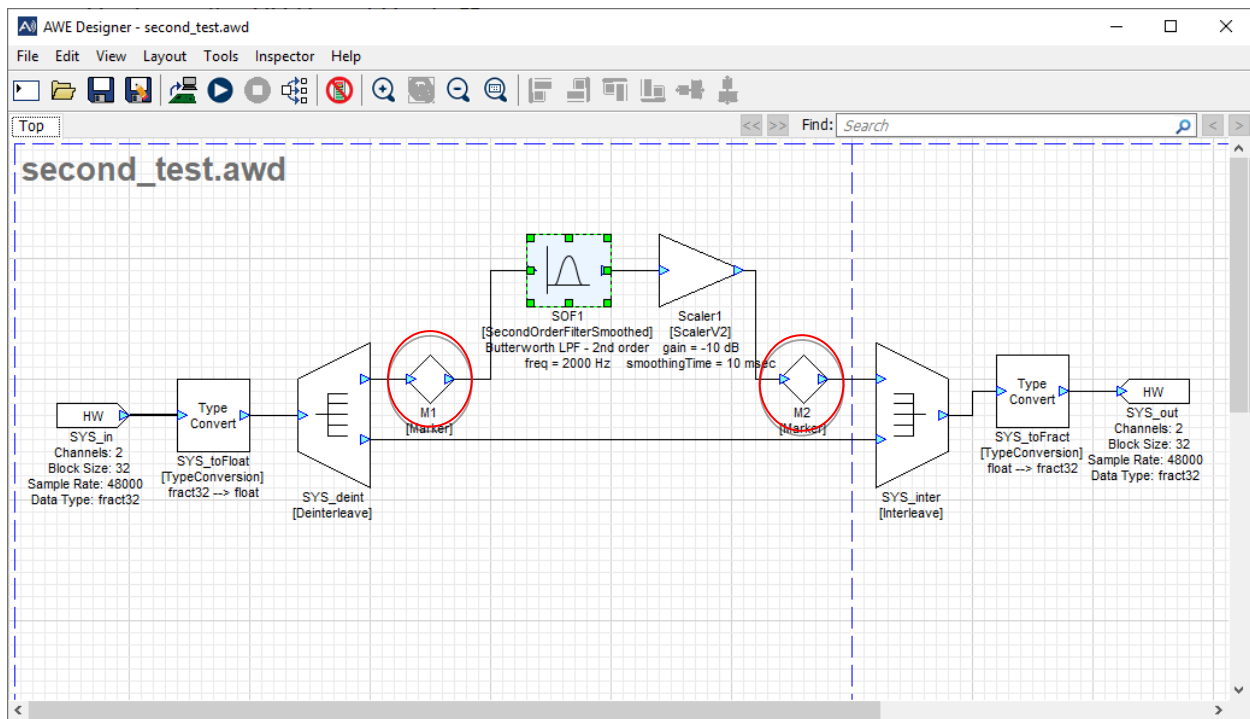 AWE Designer - second_test.awd
File Edit View Layout Tools Inspector Help
Top
<< >> Find: Search < >
second_test.awd
SOF1
[SecondOrderFilterSmoothed]
Butterworth LPF - 2nd order
freq = 2000 Hz
Scaler1
[ScalerV2]
gain = -10 dB
smoothingTime = 10 msec
HW
SYS_in
Channels: 2
Block Size: 32
Sample Rate: 48000
Data Type: fract32
Type
Convert
SYS_toFloat
[TypeConversion]
fract32 --> float
SYS_deint
[Deinterleave]
M1
[Marker]
M2
[Marker]
SYS_inter
[Interleave]
Type
Convert
SYS_toFract
[TypeConversion]
float --> fract32
HW
SYS_out
Channels: 2
Block Size: 32
Sample Rate: 48000
Data Type: fract32